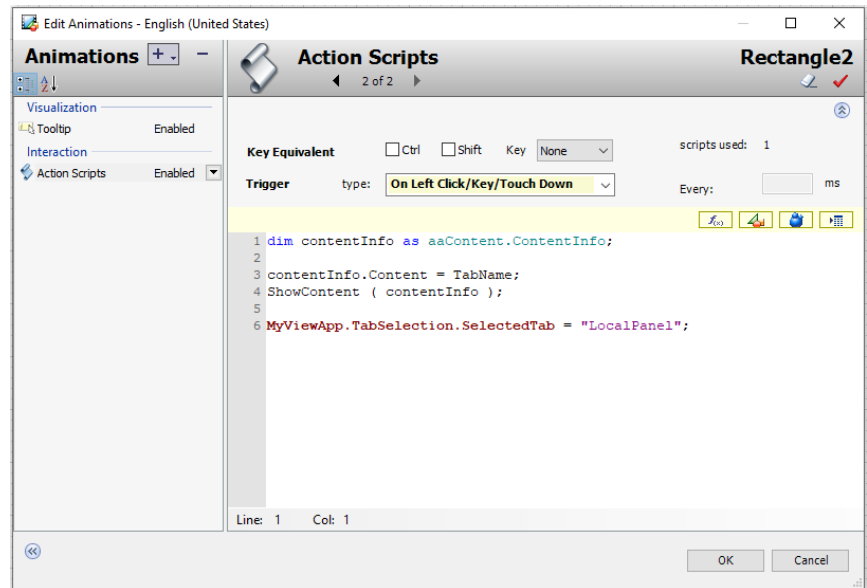 Edit Animations - English (United States)
Animations
Action Scripts
Rectangle2
2 of 2
Visualization
Tooltip Enabled
Interaction
Action Scripts Enabled
Key Equivalent Ctrl Shift Key None scripts used: 1
Trigger type: On Left Click/Key/Touch Down Every: ms
1 dim contentInfo as aaContent.ContentInfo;
2
3 contentInfo.Content = TabName;
4 ShowContent ( contentInfo );
5
6 MyViewApp.TabSelection.SelectedTab = "LocalPanel";
Line: 1 Col: 1
OK Cancel